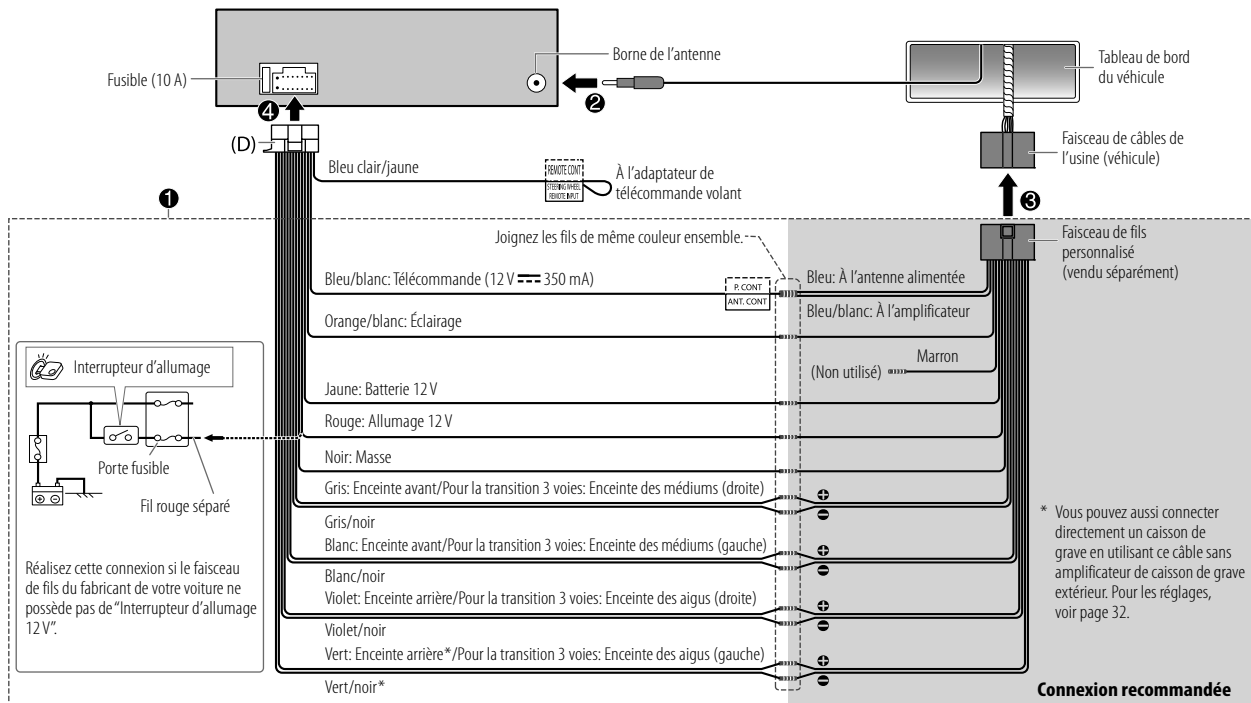 Fusible (10 A)
Borne de l'antenne
Tableau de bord
du véhicule
❹
❷
(D)
Faisceau de câbles de
l'usine (véhicule)
Bleu clair/jaune
REMOTE CONT
STEERING WHEEL
REMOTE INPUT
À l'adaptateur de
télécommande volant
❶
❸
Joignez les fils de même couleur ensemble.
Faisceau de fils
personnalisé
(vendu séparément)
Bleu/blanc: Télécommande (12 V ⎓ 350 mA)
P. CONT
ANT. CONT
Bleu: À l'antenne alimentée
Bleu/blanc: À l'amplificateur
Orange/blanc: Éclairage
Marron
(Non utilisé)
Interrupteur d'allumage
Jaune: Batterie 12 V
Rouge: Allumage 12 V
Porte fusible
Noir: Masse
Fil rouge séparé
Gris: Enceinte avant/Pour la transition 3 voies: Enceinte des médiums (droite)
Gris/noir
Blanc: Enceinte avant/Pour la transition 3 voies: Enceinte des médiums (gauche)
Blanc/noir
Violet: Enceinte arrière/Pour la transition 3 voies: Enceinte des aigus (droite)
Violet/noir
Vert: Enceinte arrière*/Pour la transition 3 voies: Enceinte des aigus (gauche)
Vert/noir*
Réalisez cette connexion si le faisceau
de fils du fabricant de votre voiture ne
possède pas de “Interrupteur d'allumage
12 V”.
⊕
⊖
⊕
⊖
⊕
⊖
⊕
⊖
* Vous pouvez aussi connecter
directement un caisson de
grave en utilisant ce câble sans
amplificateur de caisson de grave
extérieur. Pour les réglages,
voir page 32.
Connexion recommandée